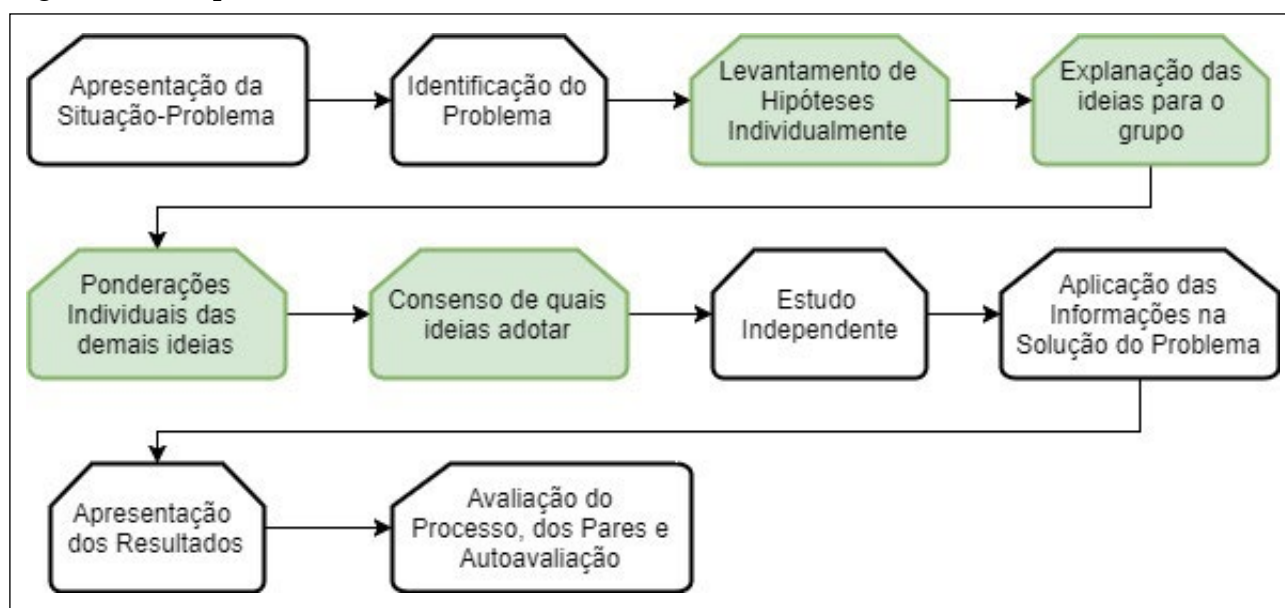 Apresentação da
Situação-Problema
Identificação do
Problema
Levantamento de
Hipóteses
Individualmente
Explanação das
ideias para o
grupo
Ponderações
Individuais das
demais ideias
Consenso de quais
ideias adotar
Estudo
Independente
Aplicação das
Informações na
Solução do Problema
Apresentação
dos Resultados
Avaliação do
Processo, dos Pares e
Autoavaliação